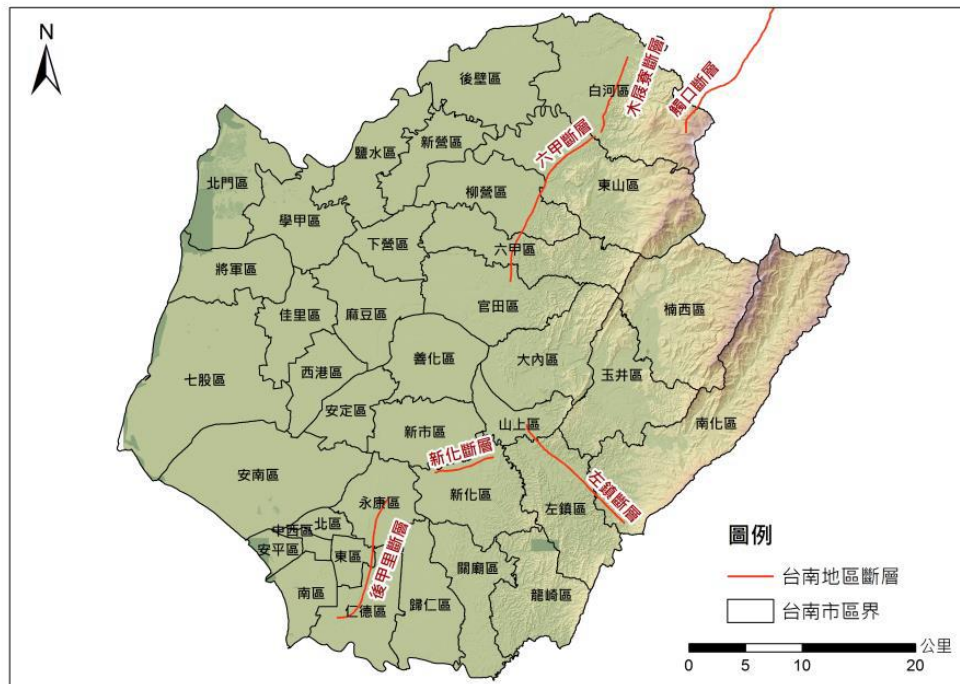 N
後壁區
白河區
木屐寮斷層
觸口斷層
新營區
鹽水區
六甲斷層
北門區
東山區
柳營區
學甲區
下營區
六甲區
將軍區
官田區
楠西區
佳里區
麻豆區
善化區
大內區
七股區
西港區
玉井區
安定區
南化區
山上區
新市區
新化斷層
安南區
左鎮斷層
永康區
新化區
左鎮區
北區
中西區
安平區
東區
後甲里斷層
關廟區
龍崎區
南區
仁德區
歸仁區
圖例
台南地區斷層
台南市區界
公里
0 5 10 20